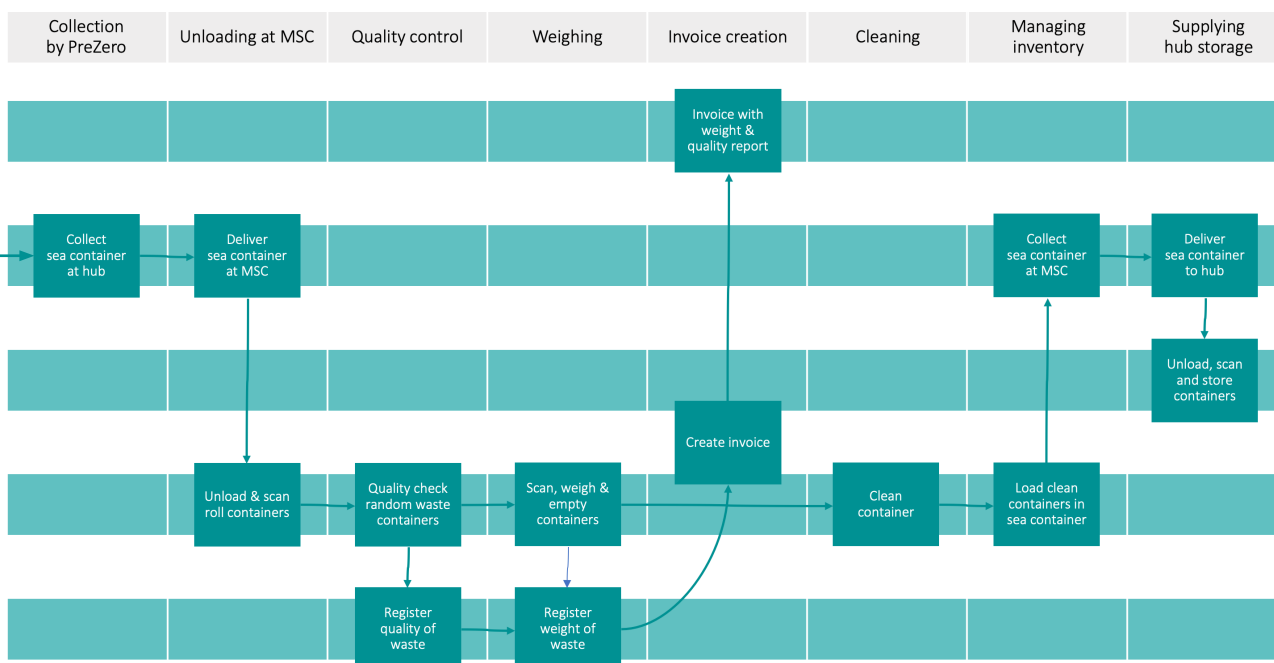 Collection
by PreZero
Unloading at MSC
Quality control
Weighing
Invoice creation
Cleaning
Managing
inventory
Supplying
hub storage
Invoice with
weight &
quality report
Collect
sea container
at hub
Deliver
sea container
at MSC
Collect
sea container
at MSC
Deliver
sea container
to hub
Unload, scan
and store
containers
Create invoice
Unload & scan
roll containers
Quality check
random waste
containers
Scan, weigh &
empty
containers
Clean
container
Load clean
containers in
sea container
Register
quality of
waste
Register
weight of
waste